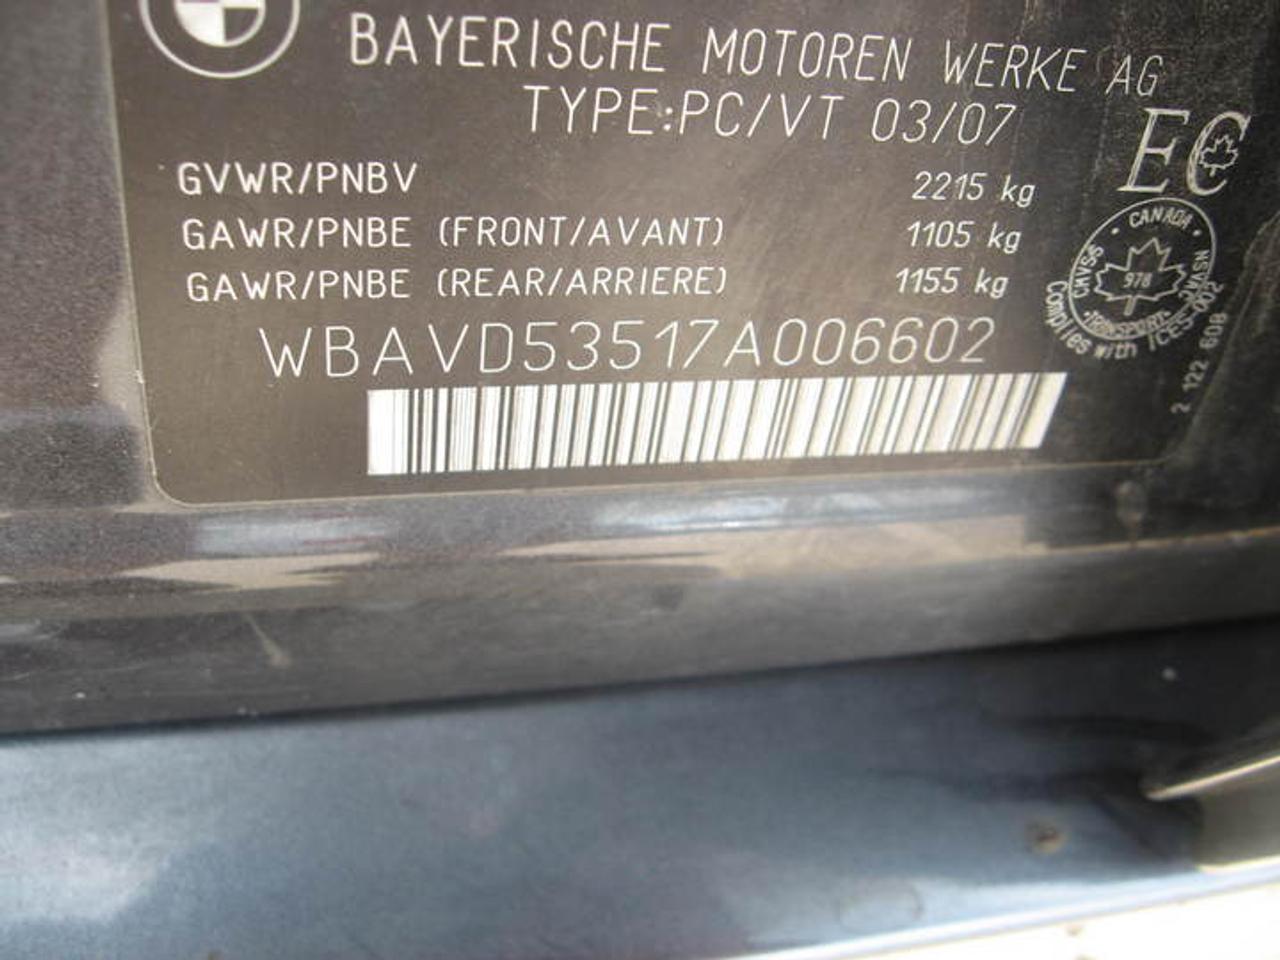 BAYERISCHE MOTOREN WERKE AG
TYPE:PC/VT 03/07
EC
GVWR/PNBV 2215 kg
GAWR/PNBE (FRONT/AVANT) 1105 kg
GAWR/PNBE (REAR/ARRIERE) 1155 kg
WBAVD53517A006602
CANADA
CMVSS
NSVAC
978
TRANSPORT
Complies with ICES-002
2 122 608